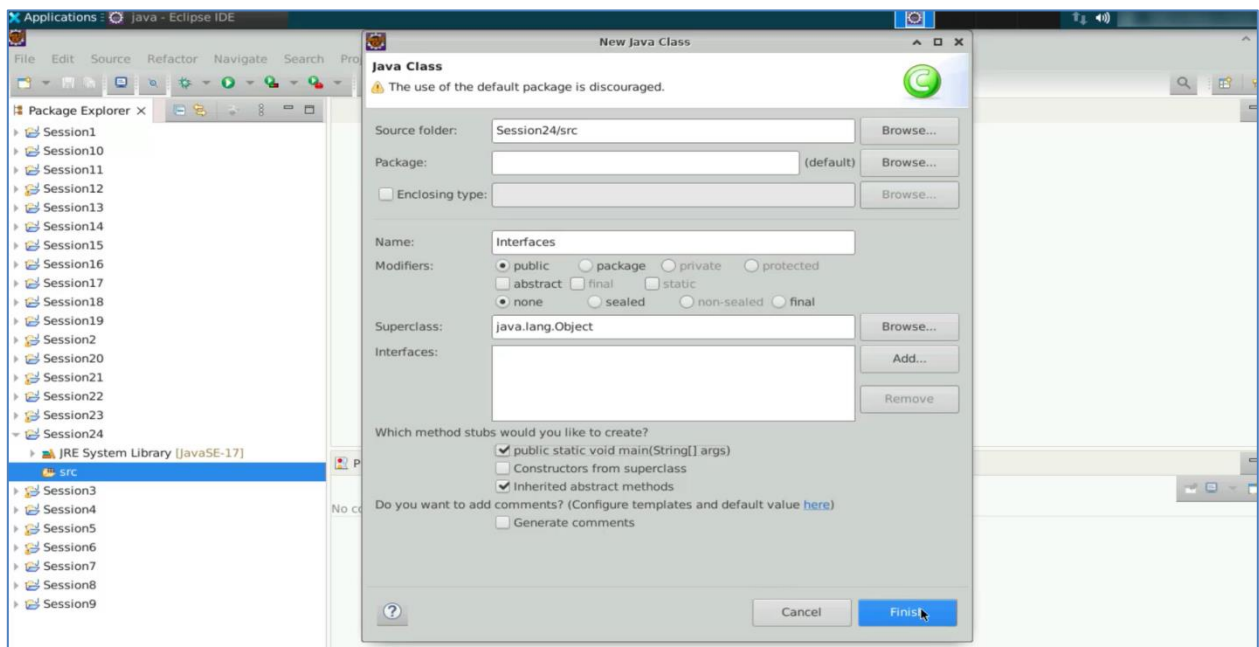 Applications : java - Eclipse IDE
New Java Class
File Edit Source Refactor Navigate Search
Java Class
The use of the default package is discouraged.
Package Explorer
Session1
Session10
Session11
Session12
Session13
Session14
Session15
Session16
Session17
Session18
Session19
Session2
Session20
Session21
Session22
Session23
Session24
JRE System Library [JavaSE-17]
src
Session3
Session4
Session5
Session6
Session7
Session8
Session9
Source folder: Session24/src Browse...
Package: (default) Browse...
Enclosing type: Browse...
Name: Interfaces
Modifiers: public package private protected
abstract final static
none sealed non-sealed final
Superclass: java.lang.Object Browse...
Interfaces: Add...
Remove
Which method stubs would you like to create?
public static void main(String[] args)
Constructors from superclass
Inherited abstract methods
Do you want to add comments? (Configure templates and default value here)
Generate comments
? Cancel Finish